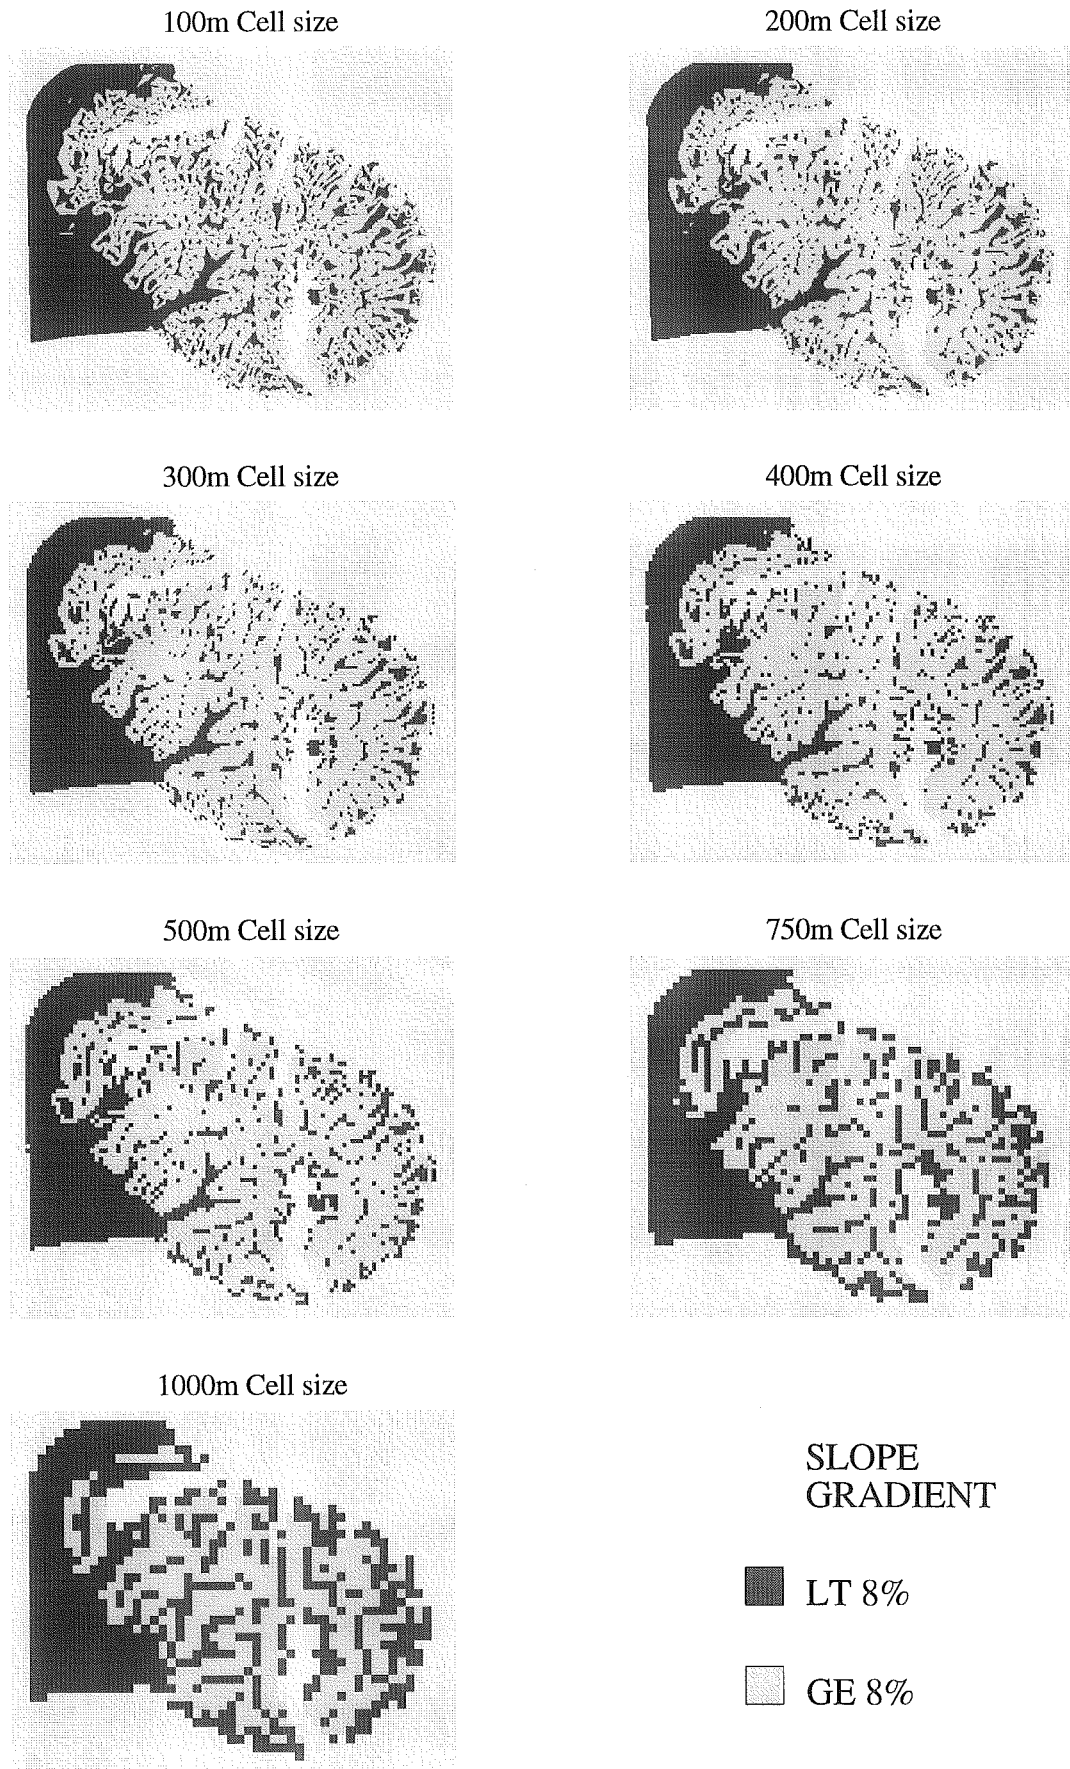 100m Cell size
200m Cell size
300m Cell size
400m Cell size
500m Cell size
750m Cell size
1000m Cell size
SLOPE
GRADIENT
LT 8%
GE 8%